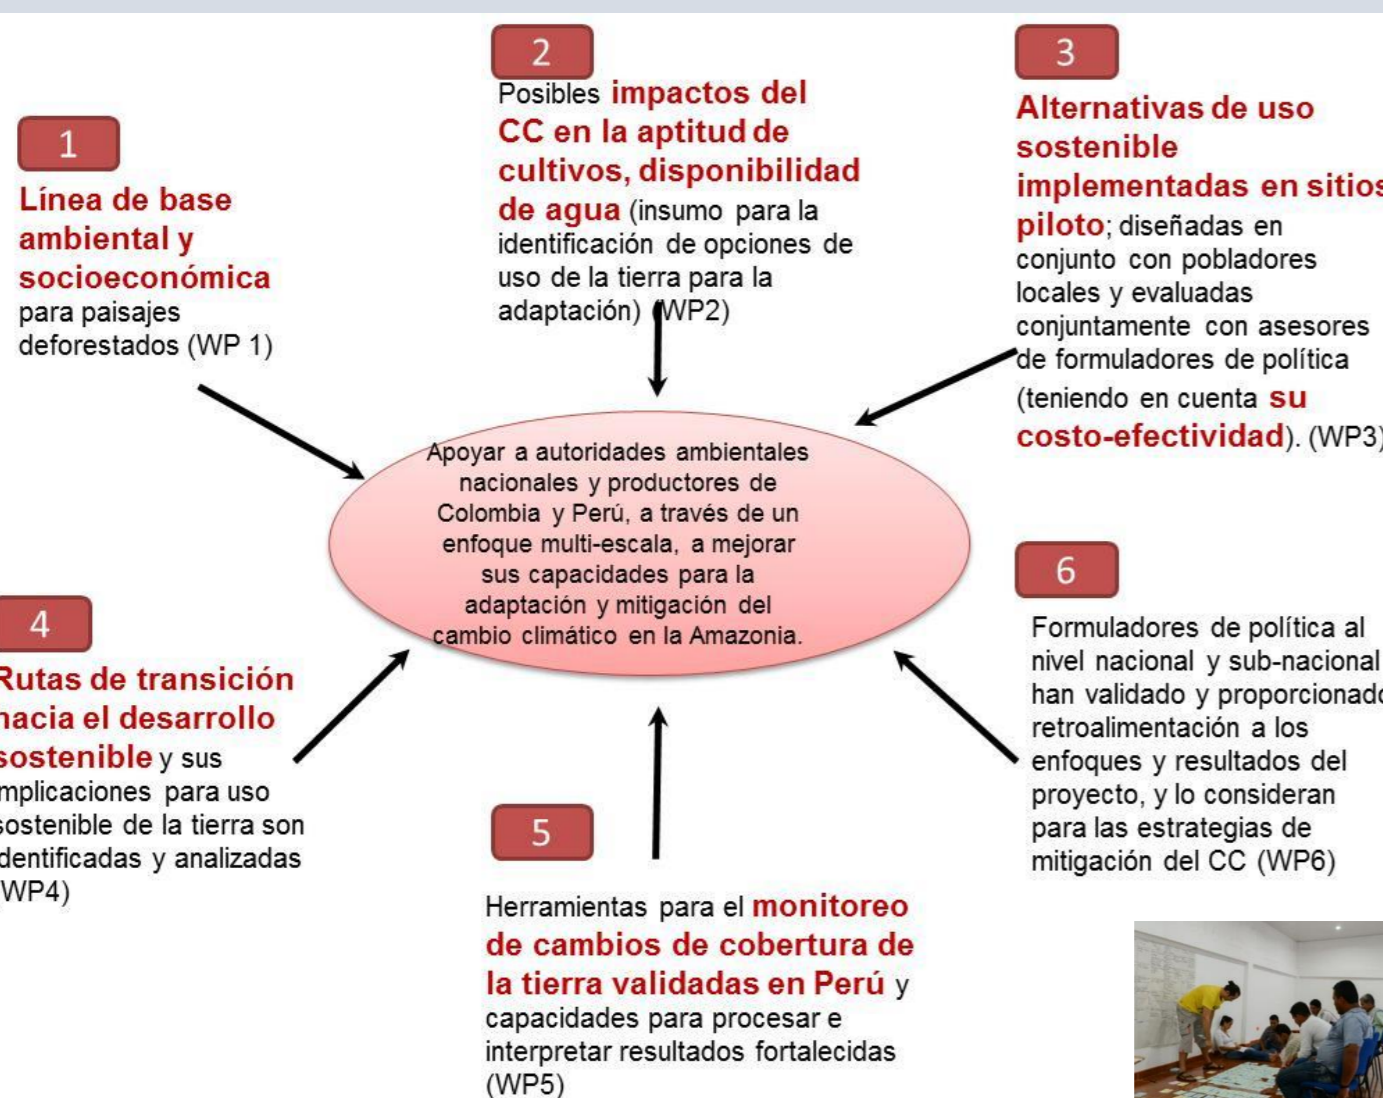 1
Línea de base
ambiental y
socioeconómica
para paisajes
deforestados (WP 1)
2
Posibles impactos del
CC en la aptitud de
cultivos, disponibilidad
de agua (insumo para la
identificación de opciones de
uso de la tierra para la
adaptación) (WP2)
3
Alternativas de uso
sostenible
implementadas en sitios
piloto; diseñadas en
conjunto con pobladores
locales y evaluadas
conjuntamente con asesores
de formuladores de política
(teniendo en cuenta su
costo-efectividad). (WP3)
Apoyar a autoridades ambientales
nacionales y productores de
Colombia y Perú, a través de un
enfoque multi-escala, a mejorar
sus capacidades para la
adaptación y mitigación del
cambio climático en la Amazonia.
4
Rutas de transición
hacia el desarrollo
sostenible y sus
mplicaciones para uso
sostenible de la tierra son
dentificadas y analizadas
(WP4)
5
Herramientas para el monitoreo
de cambios de cobertura de
la tierra validadas en Perú y
capacidades para procesar e
interpretar resultados fortalecidas
(WP5)
6
Formuladores de política al
nivel nacional y sub-nacional
han validado y proporcionado
retroalimentación a los
enfoques y resultados del
proyecto, y lo consideran
para las estrategias de
mitigación del CC (WP6)